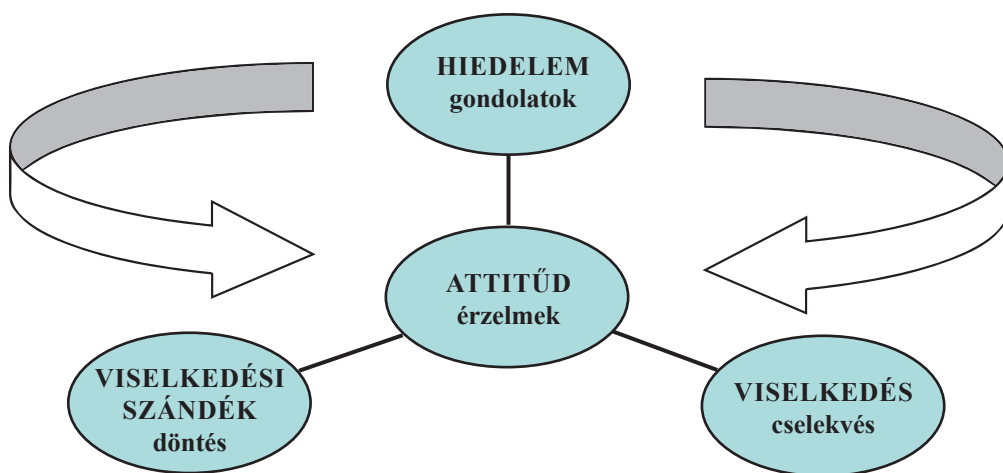 HIEDELEM
gondolatok
ATTITŰD
érzelmek
VISELKEDÉSI
SZÁNDÉK
döntés
VISELKEDÉS
cselekvés